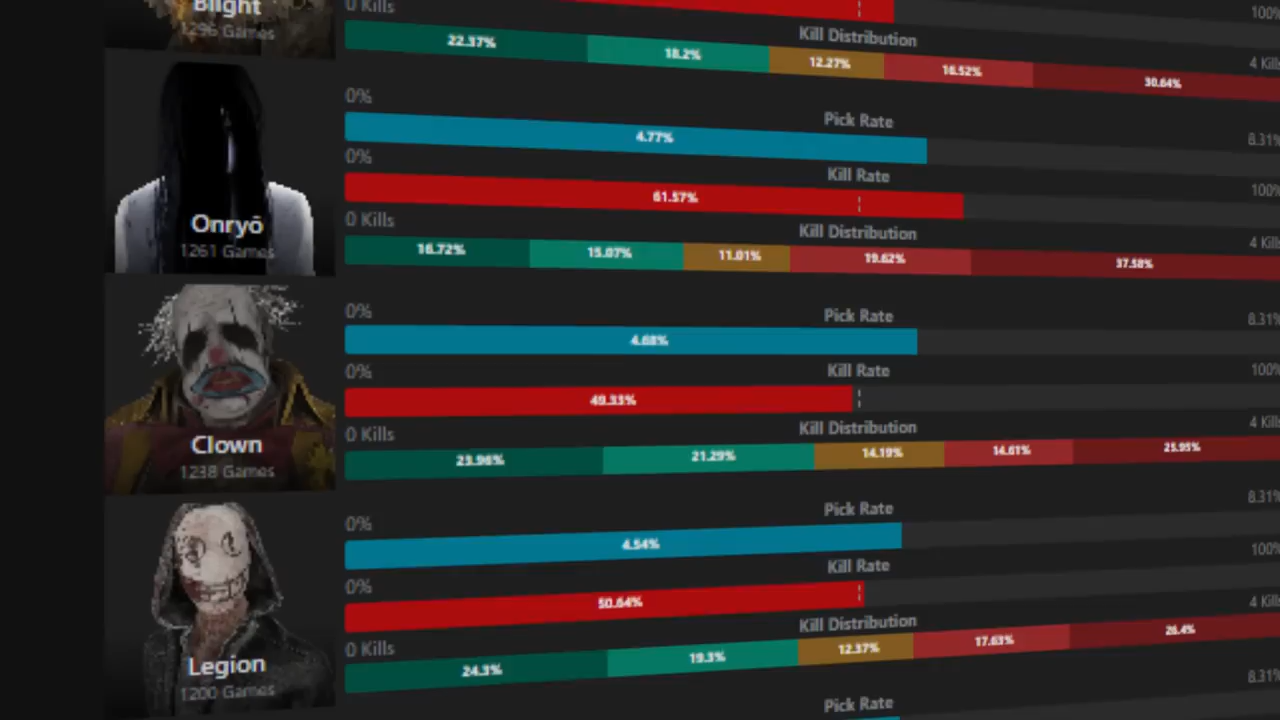 Blight
1296 Games
0 Kills
100%
Kill Distribution
4 Kills
22.37%
18.2%
12.27%
16.52%
30.64%
Onryō
1261 Games
0%
Pick Rate
8.31%
4.77%
0%
Kill Rate
100%
61.57%
0 Kills
Kill Distribution
4 Kills
16.72%
15.07%
11.01%
19.62%
37.58%
Clown
1238 Games
0%
Pick Rate
8.31%
4.68%
0%
Kill Rate
100%
49.33%
0 Kills
Kill Distribution
4 Kills
23.96%
21.29%
14.19%
14.61%
25.95%
Legion
1200 Games
0%
Pick Rate
8.31%
4.54%
0%
Kill Rate
100%
50.64%
0 Kills
Kill Distribution
4 Kills
24.3%
19.3%
12.37%
17.63%
26.4%
Pick Rate
8.31%